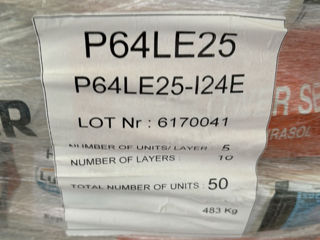 P64LE25
P64LE25-I24E
LOT Nr : 6170041
NUMBER OF UNITS/LAYER : 5
NUMBER OF LAYERS : 10
TOTAL NUMBER OF UNITS : 50
483 Kg